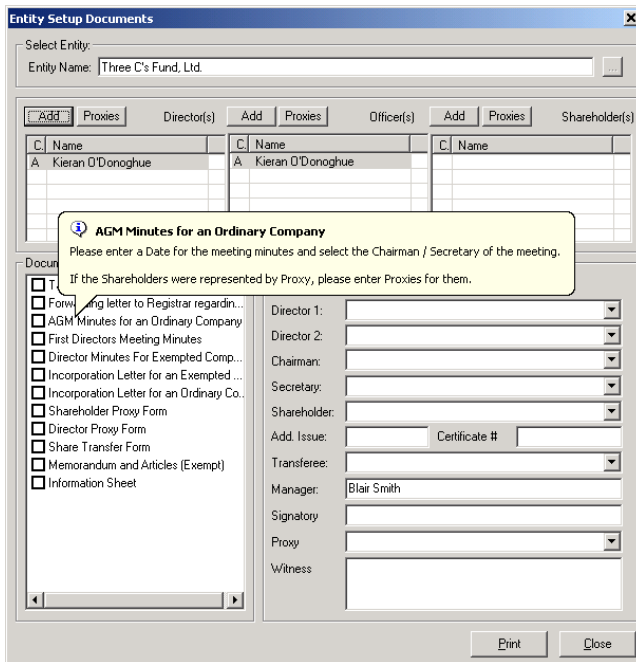 Entity Setup Documents
Select Entity:
Entity Name: Three C's Fund, Ltd. ...
Add Proxies Director(s) Add Proxies Officer(s) Add Proxies Shareholder(s)
C. Name C. Name C. Name
A Kieran O'Donoghue A Kieran O'Donoghue
AGM Minutes for an Ordinary Company
Please enter a Date for the meeting minutes and select the Chairman / Secretary of the meeting.
If the Shareholders were represented by Proxy, please enter Proxies for them.
Forwarding letter to Registrar regardin...
AGM Minutes for an Ordinary Company
First Directors Meeting Minutes
Director Minutes For Exempted Comp...
Incorporation Letter for an Exempted ...
Incorporation Letter for an Ordinary Co..
Shareholder Proxy Form
Director Proxy Form
Share Transfer Form
Memorandum and Articles (Exempt)
Information Sheet
Director 1:
Director 2:
Chairman:
Secretary:
Shareholder:
Add. Issue: Certificate #
Transferee:
Manager: Blair Smith
Signatory
Proxy
Witness
Print Close